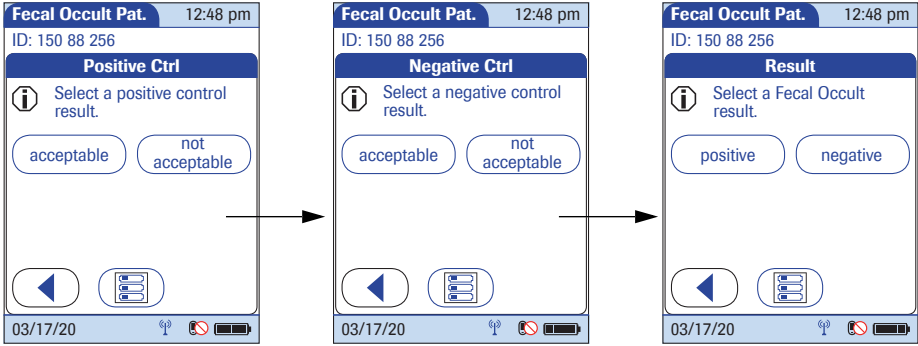 Fecal Occult Pat. 12:48 pm
ID: 150 88 256
Positive Ctrl
Select a positive control
result.
acceptable
not
acceptable
03/17/20
Fecal Occult Pat. 12:48 pm
ID: 150 88 256
Negative Ctrl
Select a negative control
result.
acceptable
not
acceptable
03/17/20
Fecal Occult Pat. 12:48 pm
ID: 150 88 256
Result
Select a Fecal Occult
result.
positive
negative
03/17/20